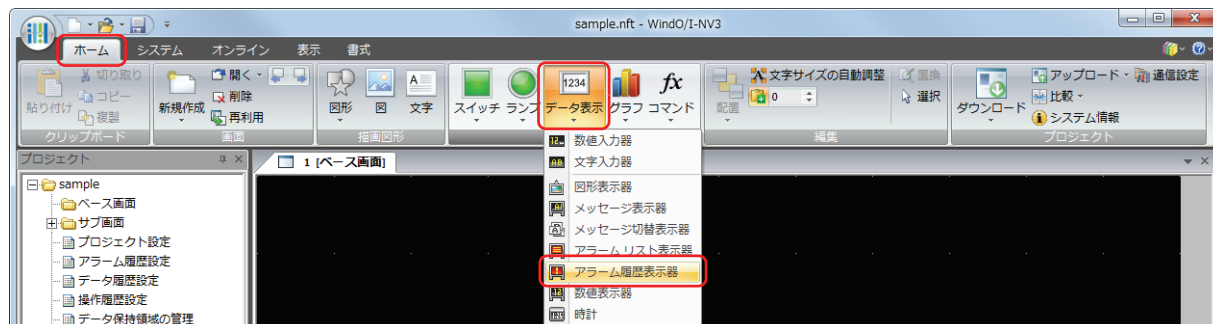 sample.nft - WindO/I-NV3
ホーム システム オンライン 表示 書式
切り取り 開く 文字サイズの自動調整 置換 アップロード 通信設定
貼り付け コピー 新規作成 削除 図形 図 文字 スイッチ ランプ データ表示 グラフ コマンド 配置 0 選択 ダウンロード 比較
複製 再利用 システム情報
クリップボード 画面 描画図形 編集 プロジェクト
プロジェクト 1 [ベース画面]
sample
ベース画面
サブ画面
プロジェクト設定
アラーム履歴設定
データ履歴設定
操作履歴設定
データ保持領域の管理
数値入力器
文字入力器
図形表示器
メッセージ表示器
メッセージ切替表示器
アラーム リスト表示器
アラーム履歴表示器
数値表示器
時計